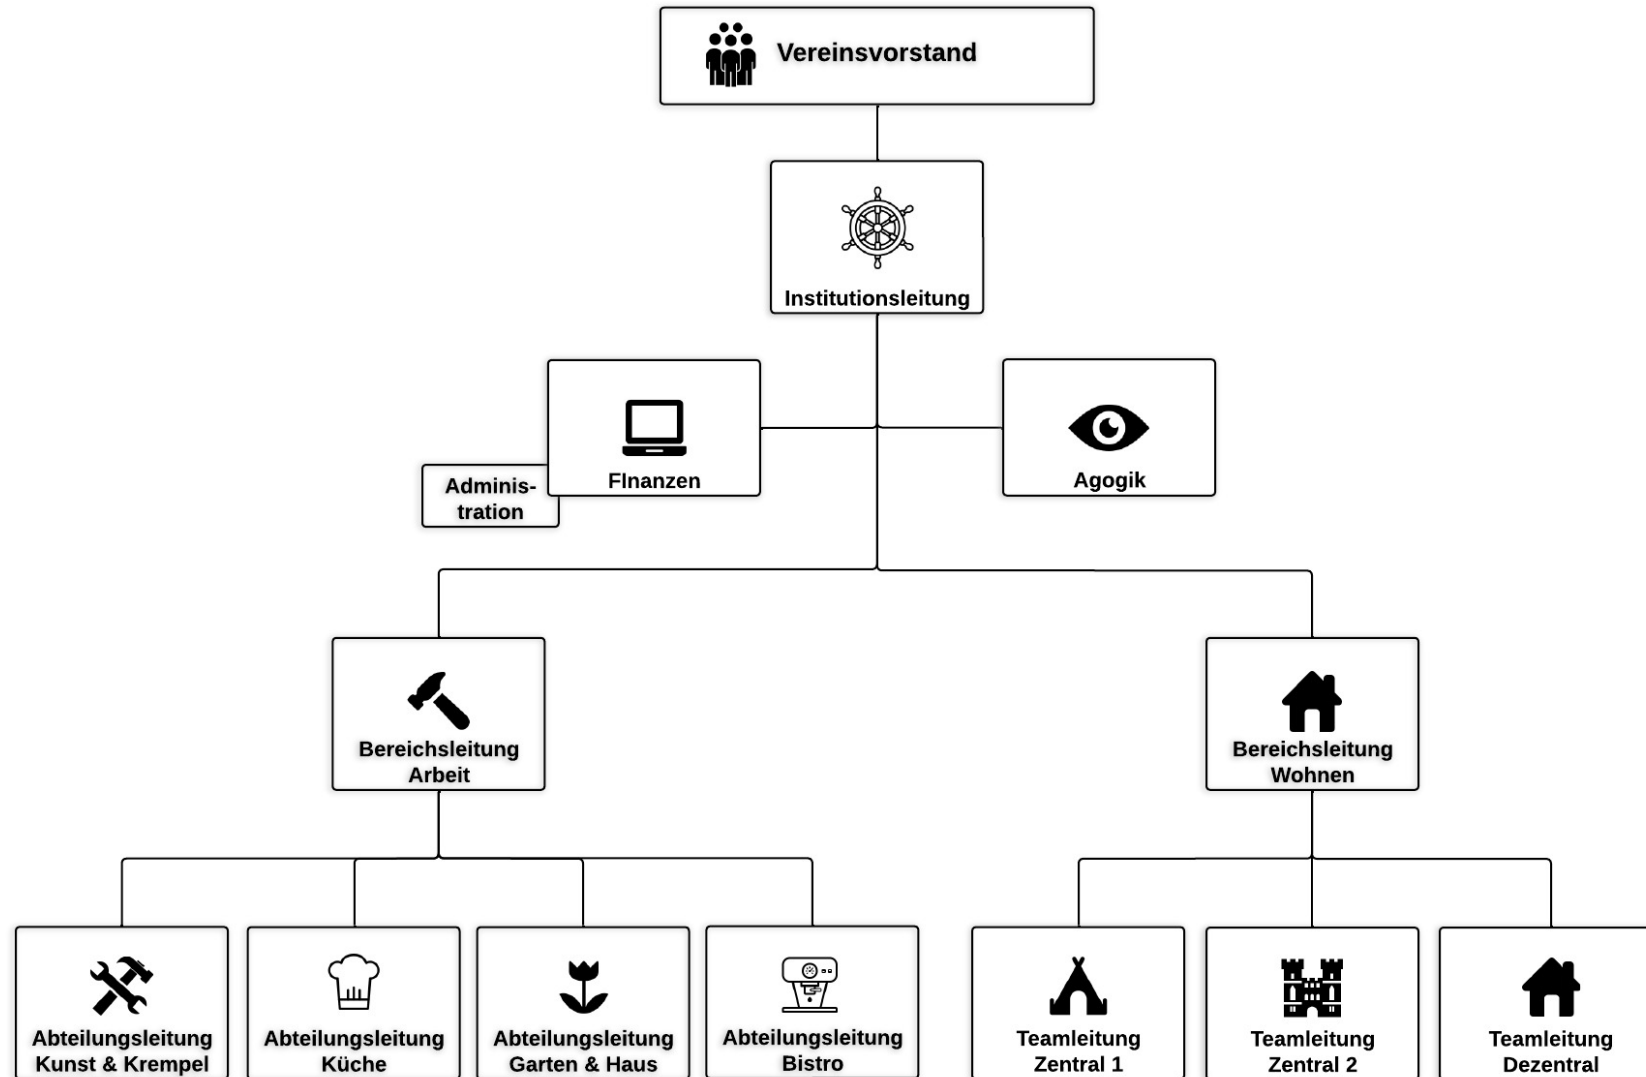 Vereinsvorstand
Institutionsleitung
FInanzen
Agogik
Adminis-
tration
Bereichsleitung
Arbeit
Bereichsleitung
Wohnen
Abteilungsleitung
Kunst & Krempel
Abteilungsleitung
Küche
Abteilungsleitung
Garten & Haus
Abteilungsleitung
Bistro
Teamleitung
Zentral 1
Teamleitung
Zentral 2
Teamleitung
Dezentral